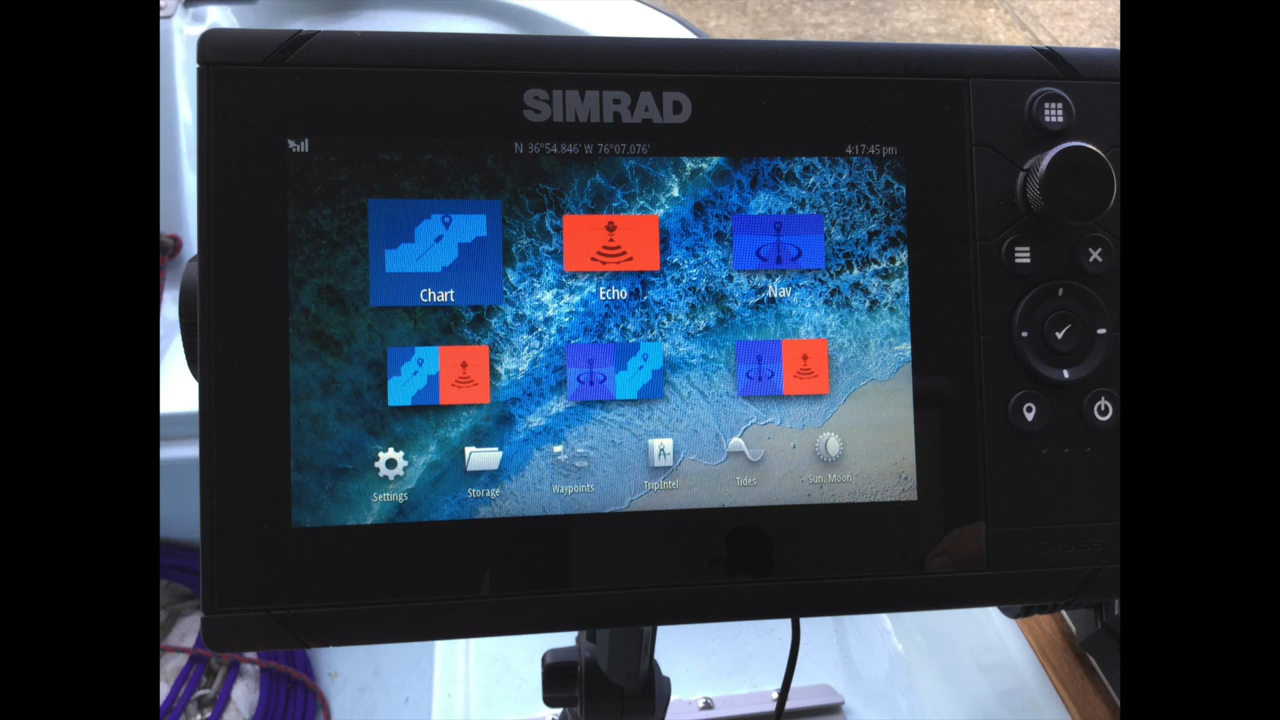 SIMRAD
N 36°54.846' W 76°07.076'
4:17:45 pm
Chart
Echo
Nav
Settings
Storage
Waypoints
TripIntel
Tides
Sun, Moon
CRUISE